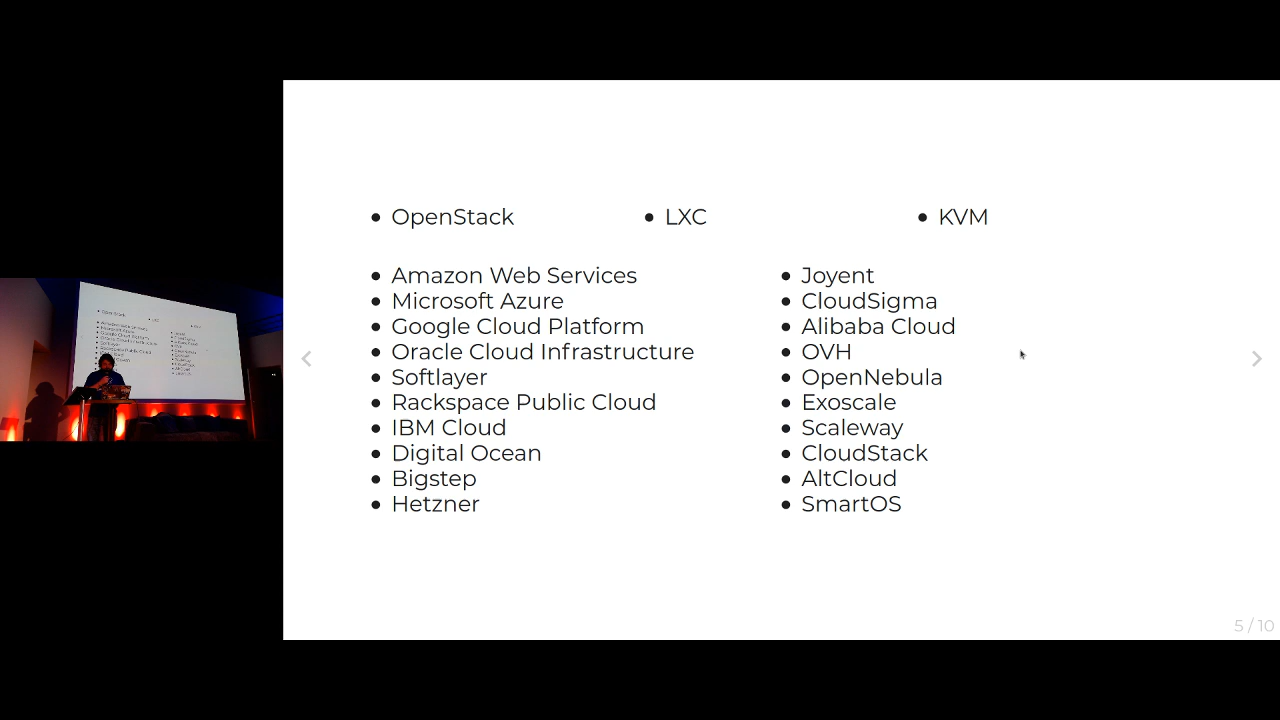 OpenStack
LXC
KVM
Amazon Web Services
Microsoft Azure
Google Cloud Platform
Oracle Cloud Infrastructure
Softlayer
Rackspace Public Cloud
IBM Cloud
Digital Ocean
Bigstep
Hetzner
Joyent
CloudSigma
Alibaba Cloud
OVH
OpenNebula
Exoscale
Scaleway
CloudStack
AltCloud
SmartOS
5 / 10